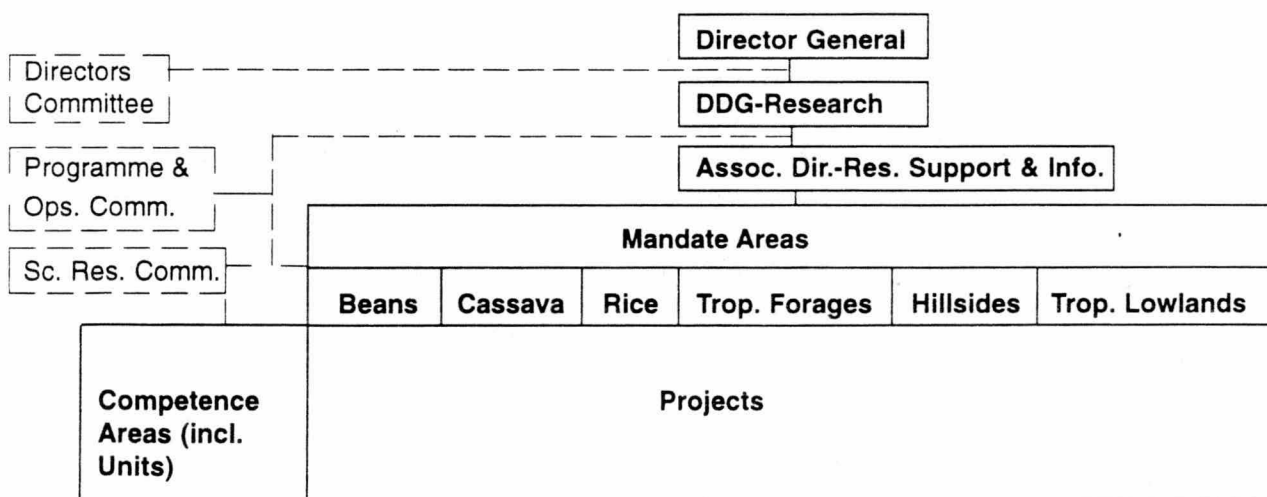 Director General
Directors
Committee
DDG-Research
Programme &
Ops. Comm.
Assoc. Dir.-Res. Support & Info.
Mandate Areas
Sc. Res. Comm.
Beans Cassava Rice Trop. Forages Hillsides Trop. Lowlands
Competence
Areas (incl.
Units)
Projects